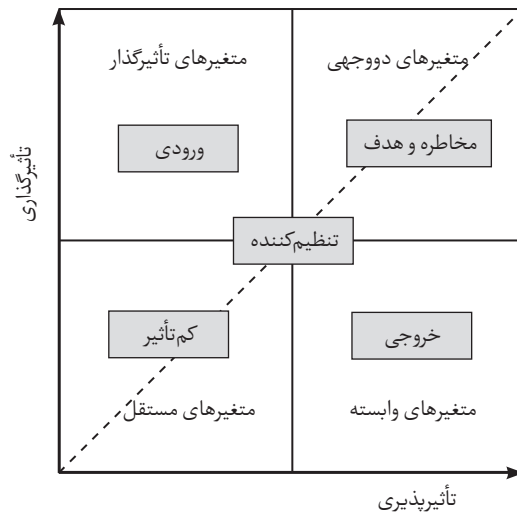 متغیرهای تأثیرگذار
متغیرهای دووجهی
ورودی
مخاطره و هدف
تأثیرگذاری
تنظیم‌کننده
کم‌تأثیر
خروجی
متغیرهای مستقل
متغیرهای وابسته
تأثیرپذیری